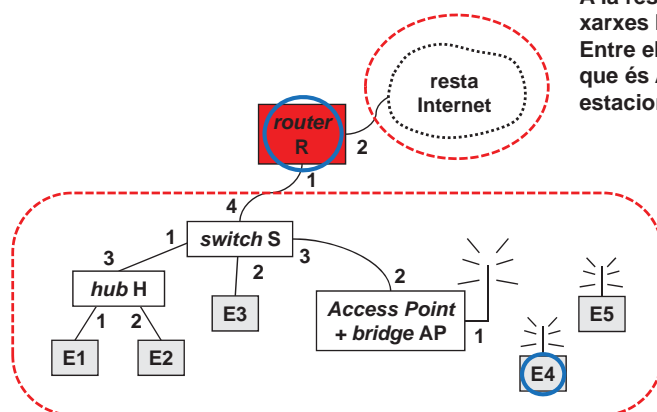 A la res
xarxes
Entre el
que és
estacion
resta
Internet
router
R
2
1
4
switch S
1
2
3
3
hub H
1
2
E1
E2
E3
2
Access Point
+ bridge AP
1
E5
E4